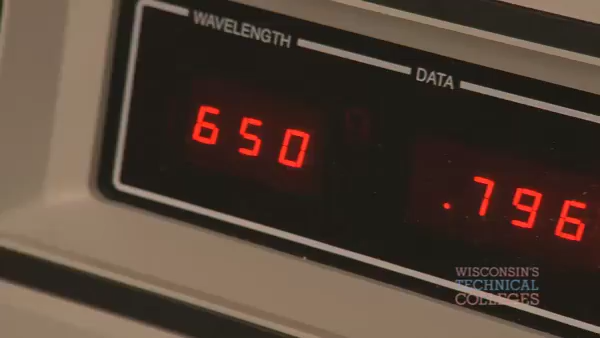 WAVELENGTH
DATA
650
.796
WISCONSIN'S
TECHNICAL
COLLEGES